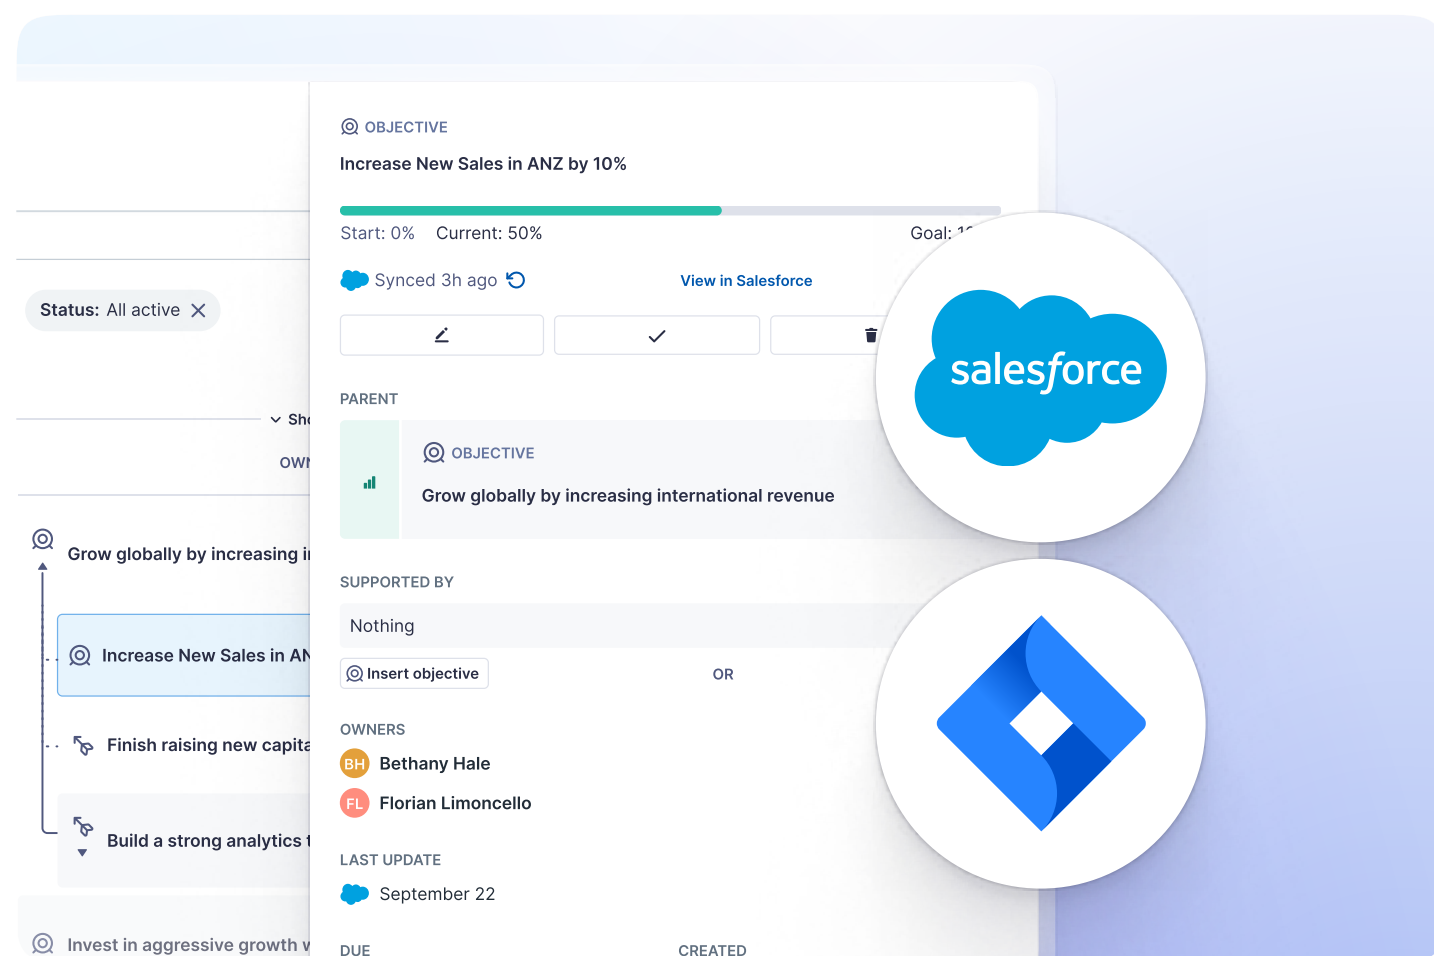 OBJECTIVE
Increase New Sales in ANZ by 10%
Start: 0% Current: 50% Goal:
Synced 3h ago View in Salesforce
Status: All active
PARENT
OBJECTIVE
Grow globally by increasing international revenue
SUPPORTED BY
Nothing
Insert objective OR
OWNERS
BH Bethany Hale
FL Florian Limoncello
LAST UPDATE
September 22
DUE CREATED
Grow globally by increasing
Increase New Sales in
Finish raising new
Build a strong analytics
Invest in aggressive growth
salesforce